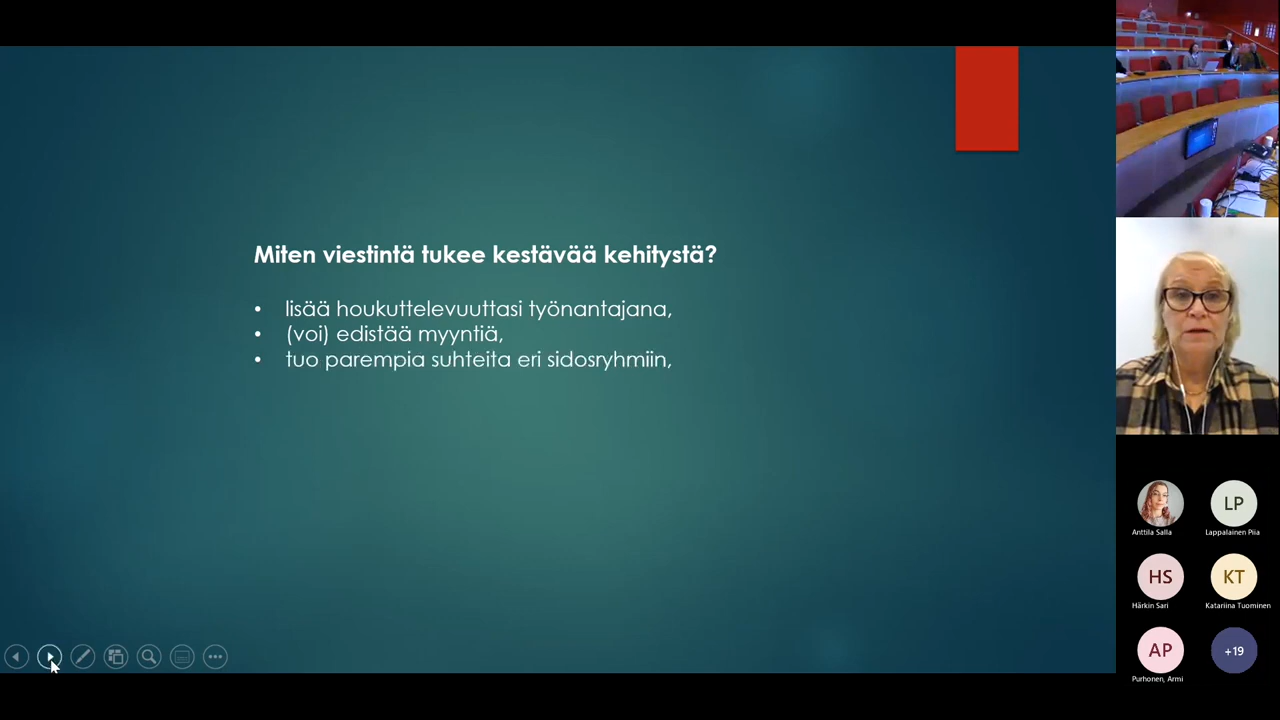 Miten viestintä tukee kestävää kehitystä?
• lisää houkuttelevuuttasi työnantajana,
• (voi) edistää myyntiä,
• tuo parempia suhteita eri sidosryhmiin,
LP
Anttila Salla
Lappalainen Piia
HS
KT
Härkin Sari
Katariina Tuominen
AP
+19
Purhonen, Armi